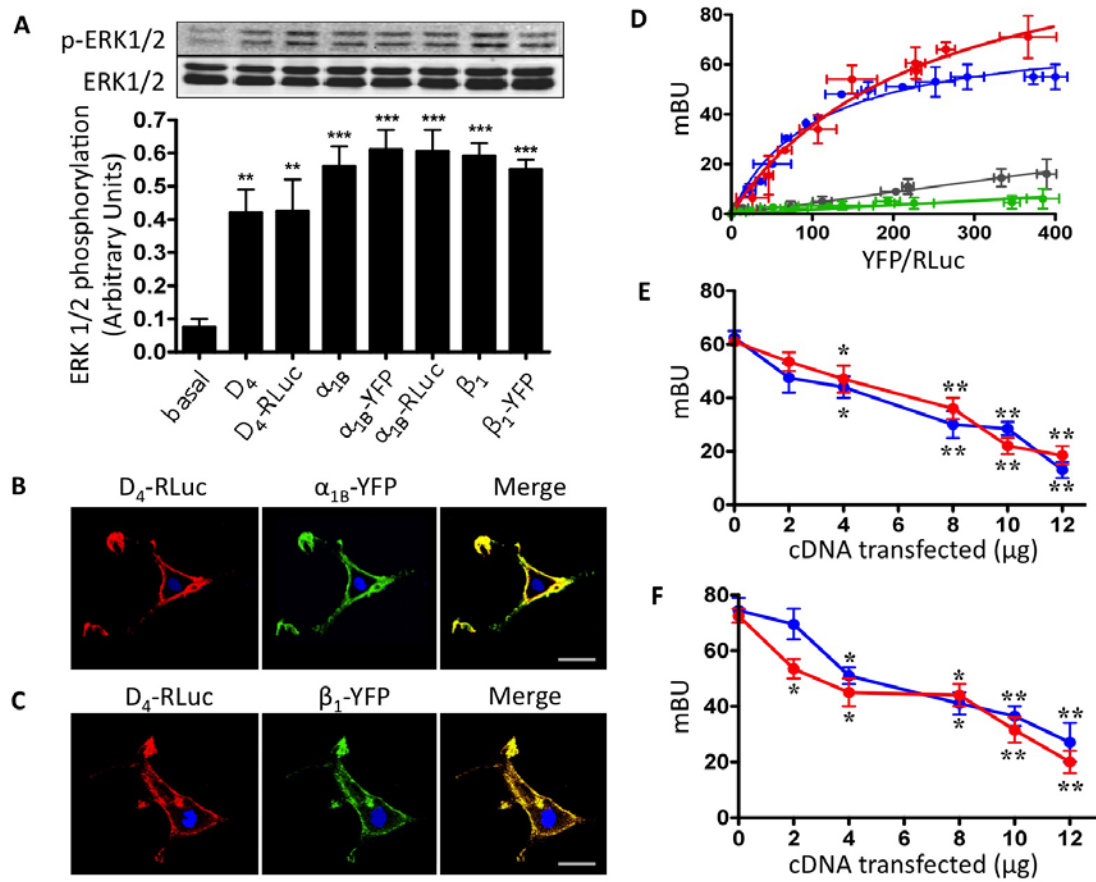 A
p-ERK1/2
ERK1/2
ERK 1/2 phosphorylation
(Arbitrary Units)
0.7
0.6
0.5
0.4
0.3
0.2
0.1
0.0
** ** *** *** *** *** ***
basal
D₄
D₄-RLuc
α₁B
α₁B-YFP
α₁B-RLuc
β₁
β₁-YFP
B
D₄-RLuc α₁B-YFP Merge
C
D₄-RLuc β₁-YFP Merge
D
mBU
80
60
40
20
0
0 100 200 300 400
YFP/RLuc
E
mBU
80
60
40
20
0
* ** ** **
* ** ** **
0 2 4 6 8 10 12
cDNA transfected (µg)
F
mBU
80
60
40
20
0
* * ** **
* * * ** **
0 2 4 6 8 10 12
cDNA transfected (µg)